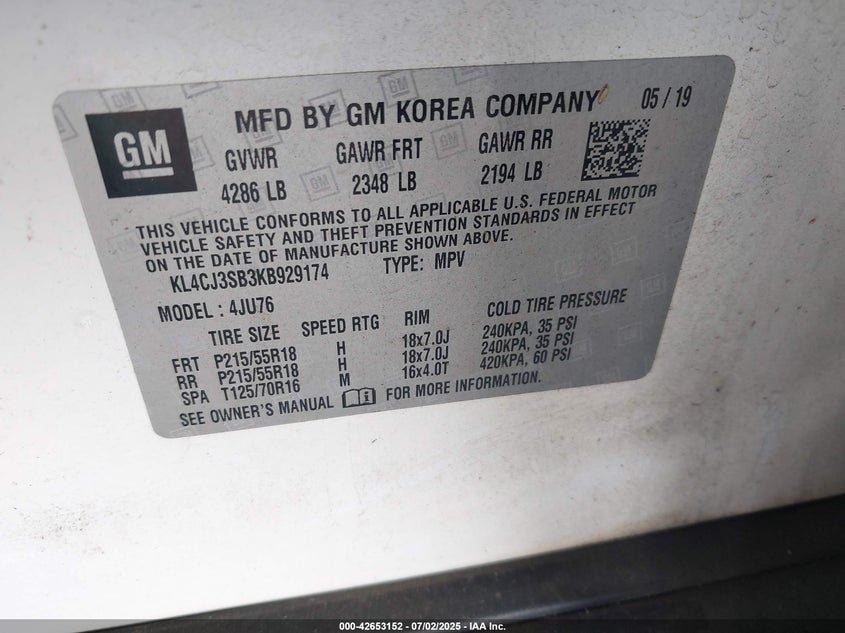 GM
MFD BY GM KOREA COMPANY 05 / 19
GVWR GAWR FRT GAWR RR
4286 LB 2348 LB 2194 LB
THIS VEHICLE CONFORMS TO ALL APPLICABLE U.S. FEDERAL MOTOR
VEHICLE SAFETY AND THEFT PREVENTION STANDARDS IN EFFECT
ON THE DATE OF MANUFACTURE SHOWN ABOVE.
KL4CJ3SB3KB929174 TYPE: MPV
MODEL : 4JU76
TIRE SIZE SPEED RTG RIM COLD TIRE PRESSURE
FRT P215/55R18 H 18x7.0J 240KPA, 35 PSI
RR P215/55R18 H 18x7.0J 240KPA, 35 PSI
SPA T125/70R16 M 16x4.0T 420KPA, 60 PSI
SEE OWNER'S MANUAL FOR MORE INFORMATION.
000-42653152 - 07/02/2025 - IAA Inc.